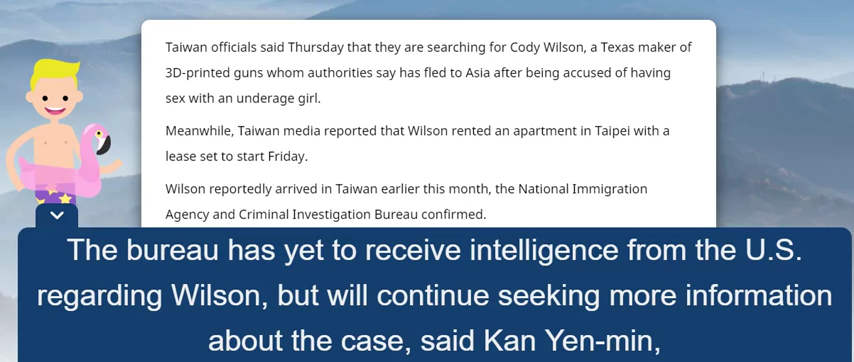 Taiwan officials said Thursday that they are searching for Cody Wilson, a Texas maker of
3D-printed guns whom authorities say has fled to Asia after being accused of having
sex with an underage girl.
Meanwhile, Taiwan media reported that Wilson rented an apartment in Taipei with a
lease set to start Friday.
Wilson reportedly arrived in Taiwan earlier this month, the National Immigration
Agency and Criminal Investigation Bureau confirmed.
The bureau has yet to receive intelligence from the U.S.
regarding Wilson, but will continue seeking more information
about the case, said Kan Yen-min,